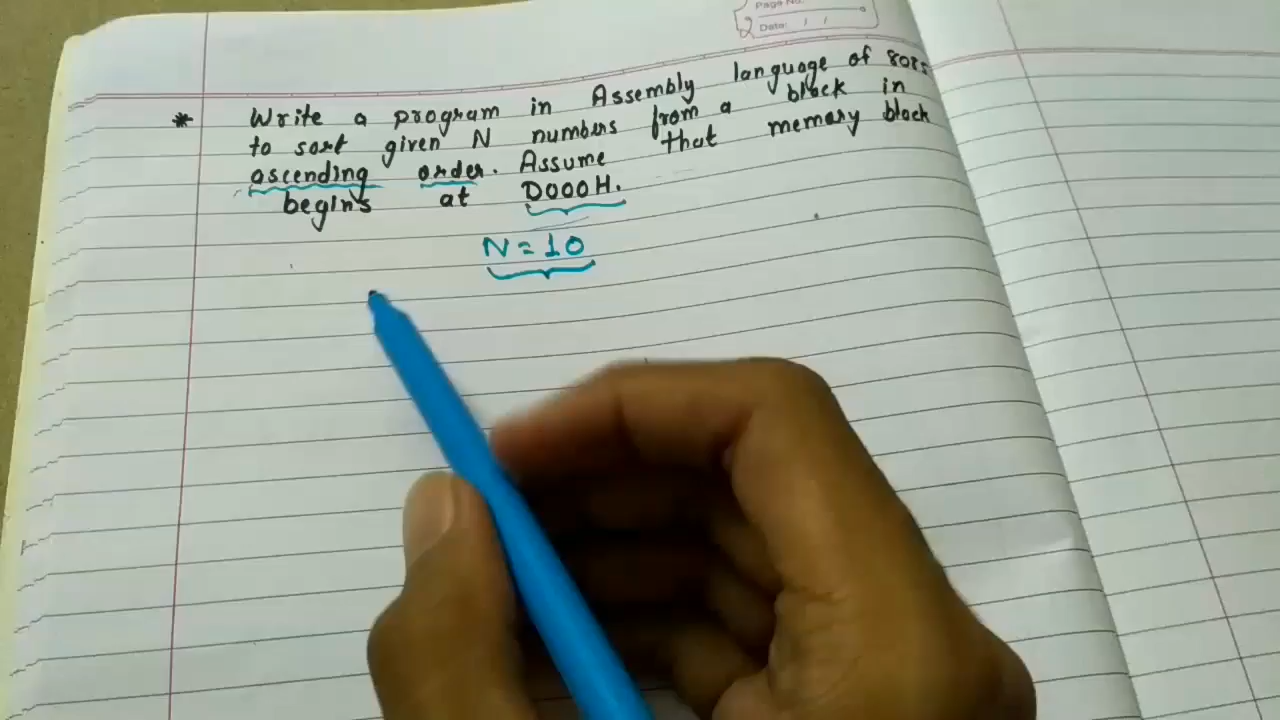 Page No.
2 Date: / /
* Write a program in Assembly language of 8085
to sort given N numbers from a block in
ascending order. Assume that memory block
begins at D000H.
N = 10